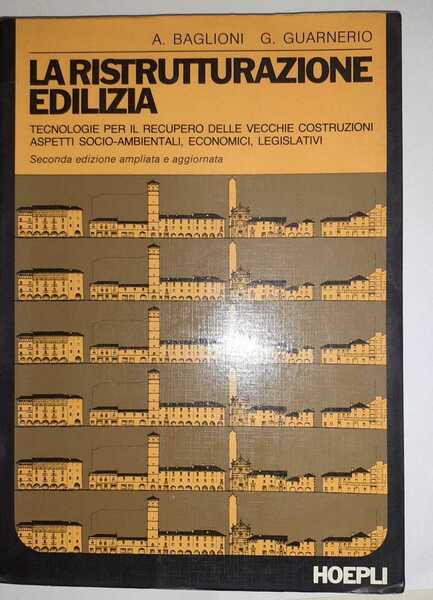 A. BAGLIONI G. GUARNERIO
LA RISTRUTTURAZIONE
EDILIZIA
TECNOLOGIE PER IL RECUPERO DELLE VECCHIE COSTRUZIONI
ASPETTI SOCIO-AMBIENTALI, ECONOMICI, LEGISLATIVI
Seconda edizione ampliata e aggiornata
HOEPLI